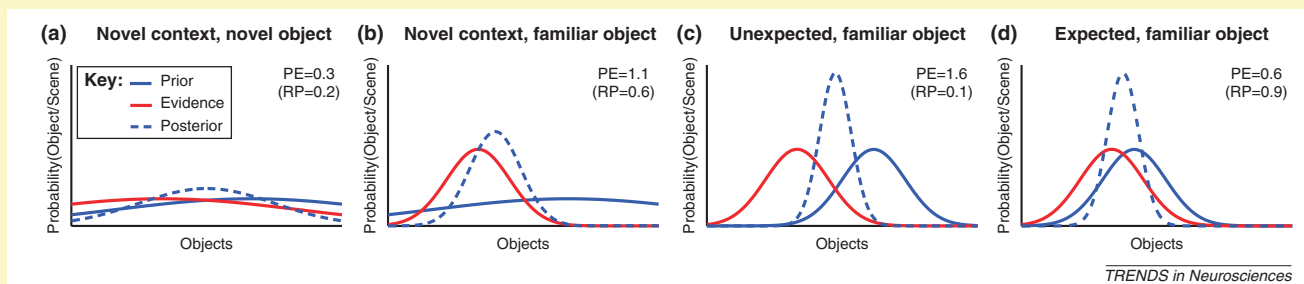 (a) Novel context, novel object
Key:
Prior
Evidence
Posterior
PE=0.3
(RP=0.2)
Probability(Object/Scene)
Objects
(b) Novel context, familiar object
PE=1.1
(RP=0.6)
Probability(Object/Scene)
Objects
(c) Unexpected, familiar object
PE=1.6
(RP=0.1)
Probability(Object/Scene)
Objects
(d) Expected, familiar object
PE=0.6
(RP=0.9)
Probability(Object/Scene)
Objects
TRENDS in Neurosciences